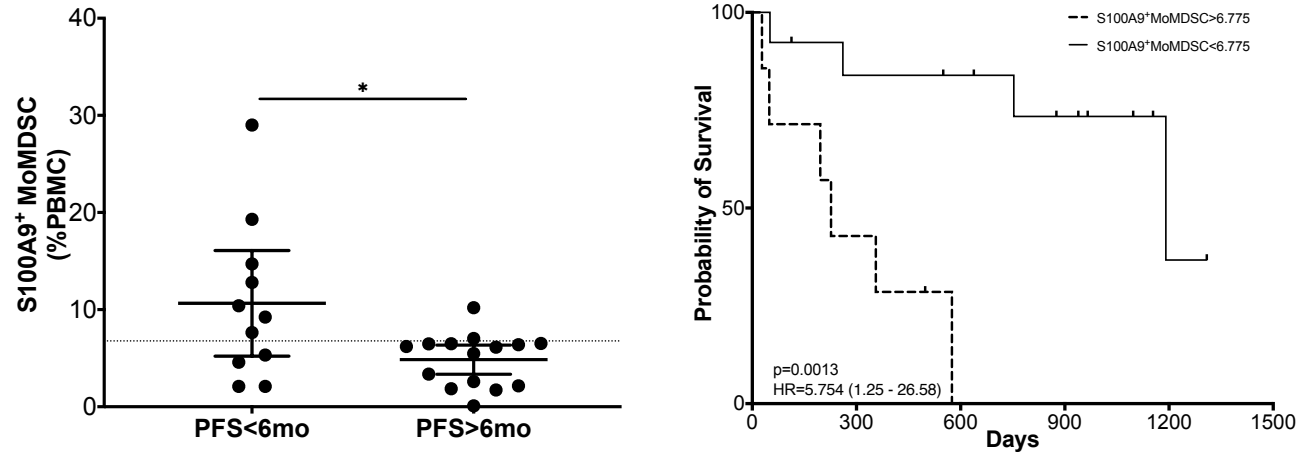 S100A9⁺ MoMDSC
(%PBMC)
40
30
20
10
0
*
PFS<6mo
PFS>6mo
Probability of Survival
100
50
0
S100A9⁺MoMDSC>6.775
S100A9⁺MoMDSC<6.775
p=0.0013
HR=5.754 (1.25 - 26.58)
0
300
600
900
1200
1500
Days